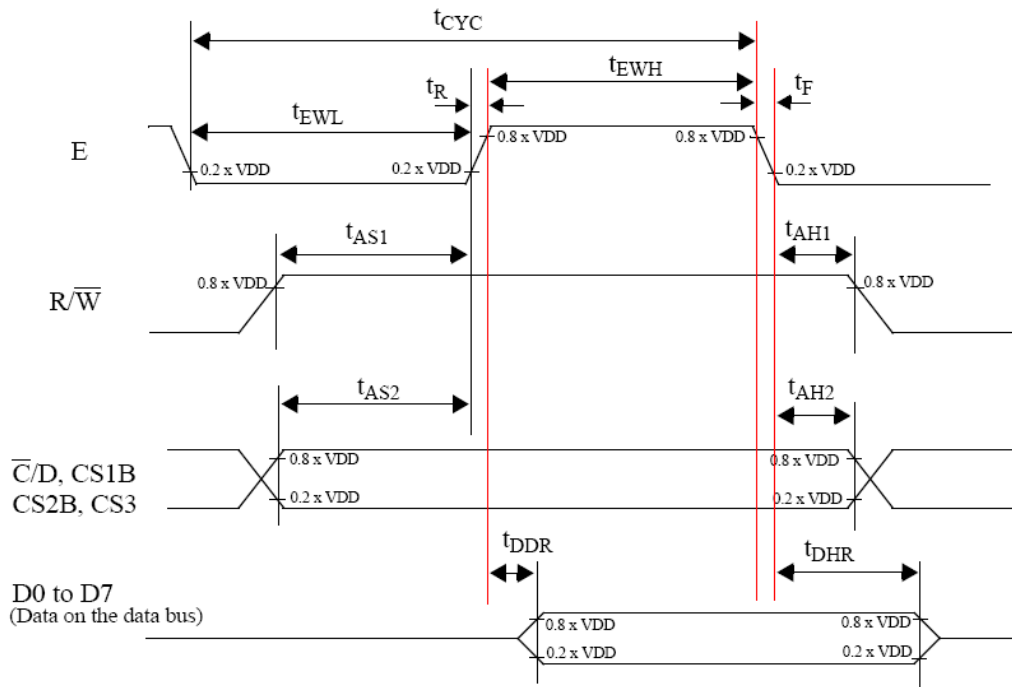 tCYC
tEWH
tR
tF
tEWL
E
0.8 x VDD
0.8 x VDD
0.2 x VDD
0.2 x VDD
0.2 x VDD
tAS1
tAH1
R/W̅
0.8 x VDD
0.8 x VDD
tAS2
tAH2
C̅/D, CS1B
CS2B, CS3
0.8 x VDD
0.8 x VDD
0.2 x VDD
0.2 x VDD
tDDR
tDHR
D0 to D7
(Data on the data bus)
0.8 x VDD
0.8 x VDD
0.2 x VDD
0.2 x VDD